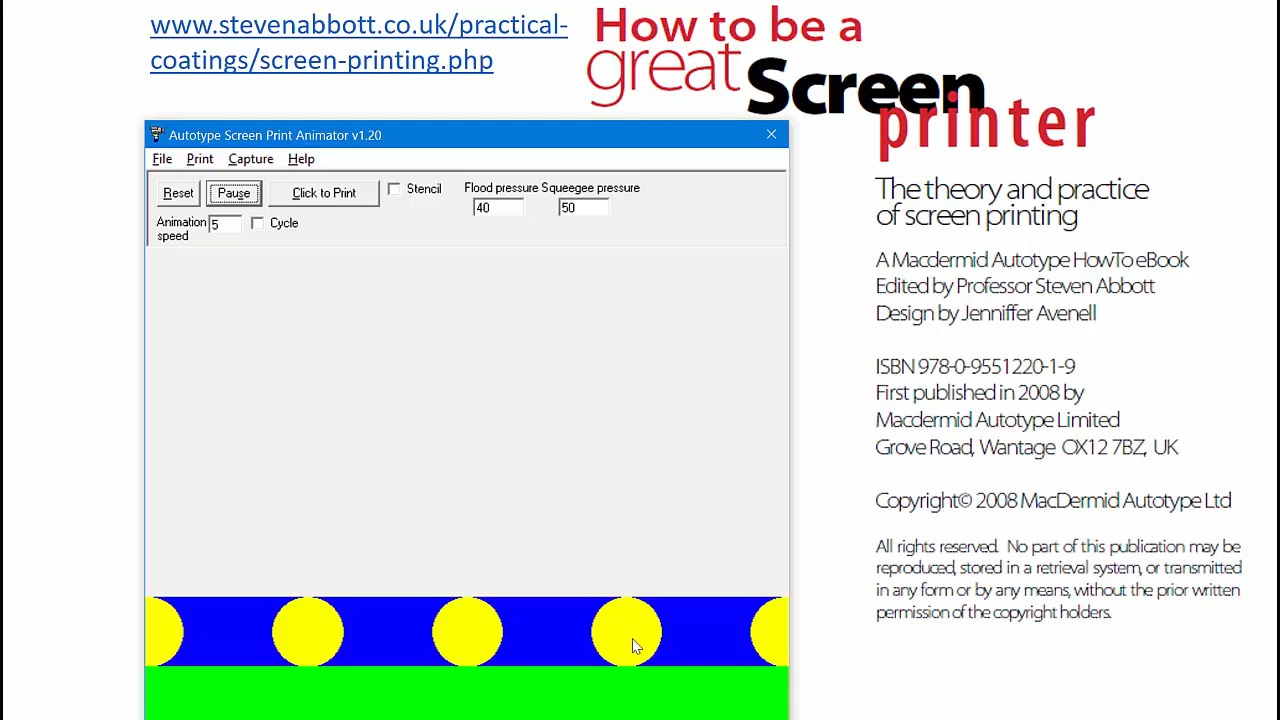 www.stevenabbott.co.uk/practical-
coatings/screen-printing.php
How to be a
great Screen
printer
Autotype Screen Print Animator v1.20
File Print Capture Help
Reset Pause Click to Print Stencil Flood pressure Squeegee pressure
40 50
Animation speed 5 Cycle
The theory and practice
of screen printing
A Macdermid Autotype HowTo eBook
Edited by Professor Steven Abbott
Design by Jenniffer Avenell
ISBN 978-0-9551220-1-9
First published in 2008 by
Macdermid Autotype Limited
Grove Road, Wantage OX12 7BZ, UK
Copyright© 2008 MacDermid Autotype Ltd
All rights reserved. No part of this publication may be
reproduced, stored in a retrieval system, or transmitted
in any form or by any means, without the prior written
permission of the copyright holders.